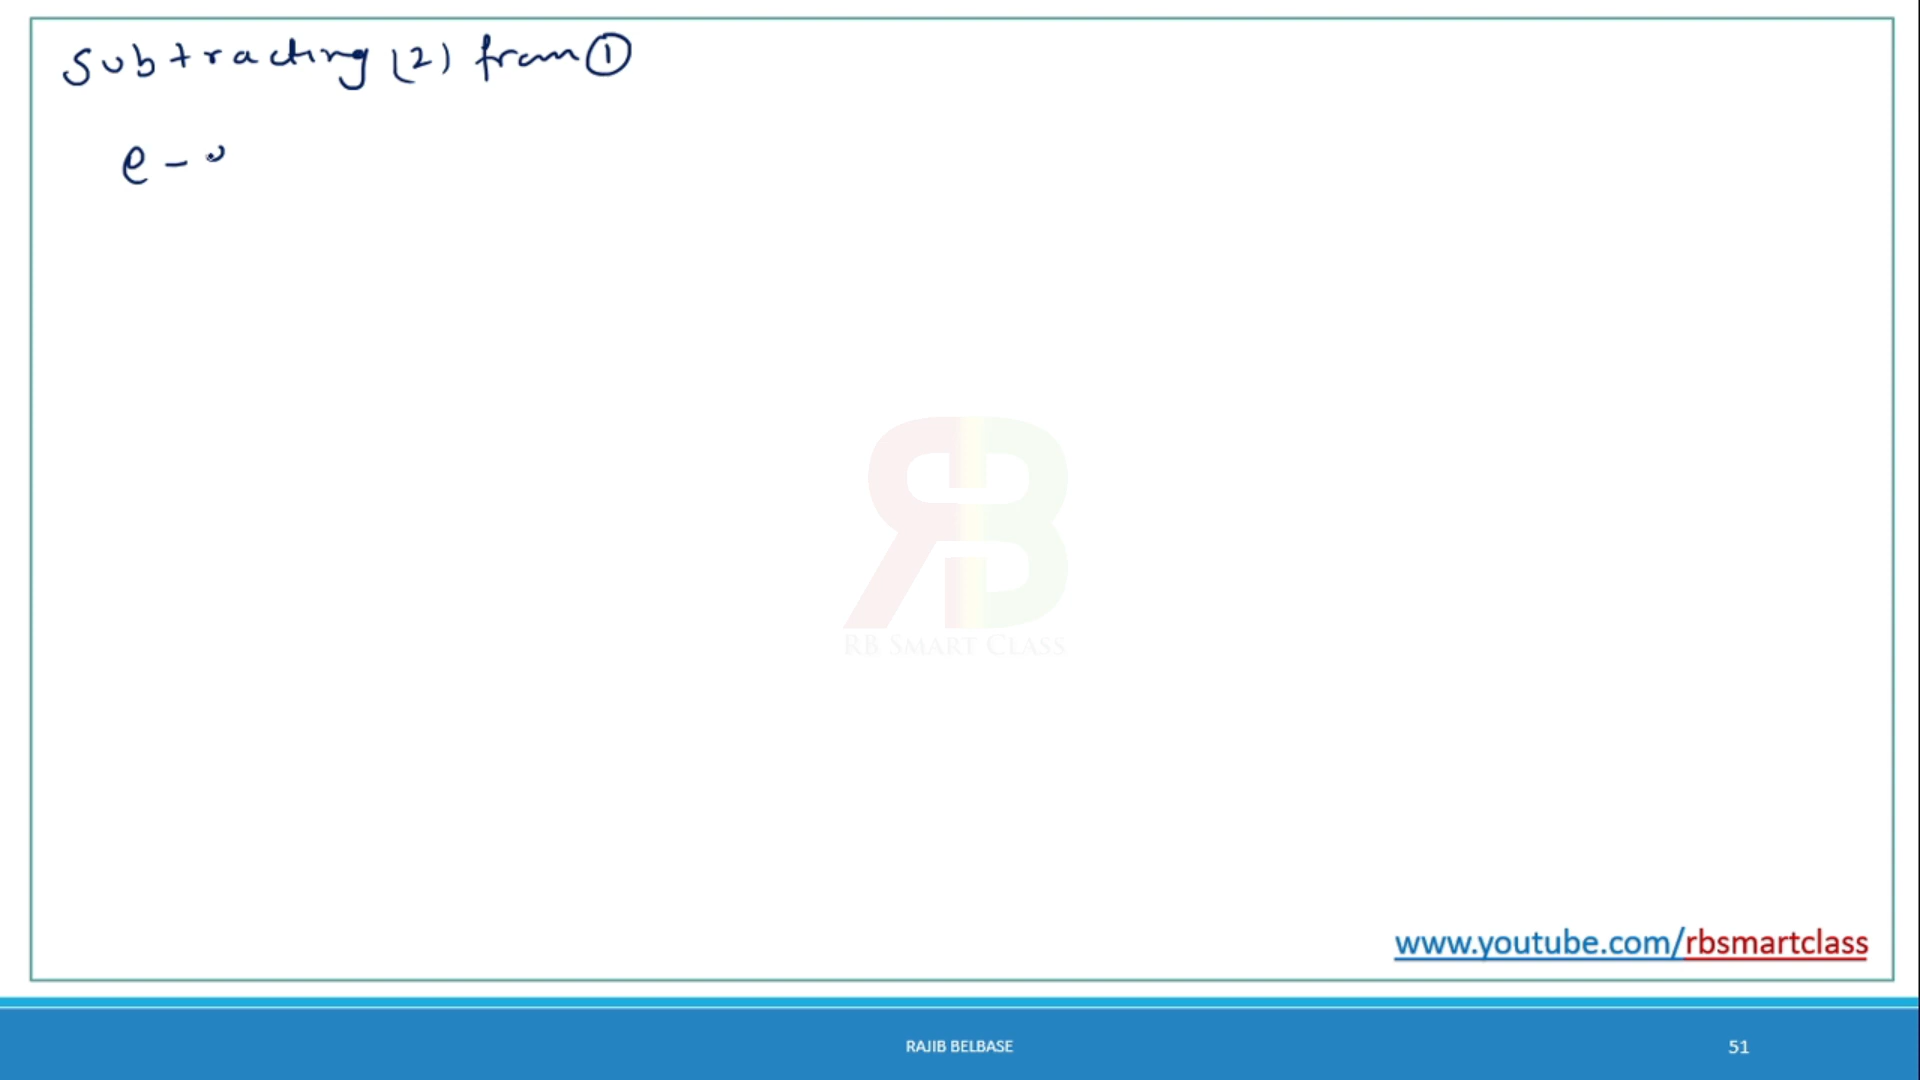 Subtracting (2) from ①
e -
RB SMART CLASS
www.youtube.com/rbsmartclass
RAJIB BELBASE
51